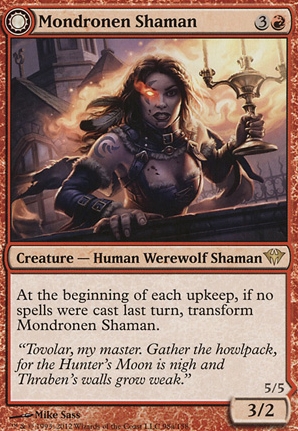 Mondronen Shaman 3
Creature — Human Werewolf Shaman
At the beginning of each upkeep, if no
spells were cast last turn, transform
Mondronen Shaman.
“Tovolar, my master. Gather the howlpack,
for the Hunter’s Moon is nigh and
Thraben’s walls grow weak.”
5/5
Mike Sass
3/2